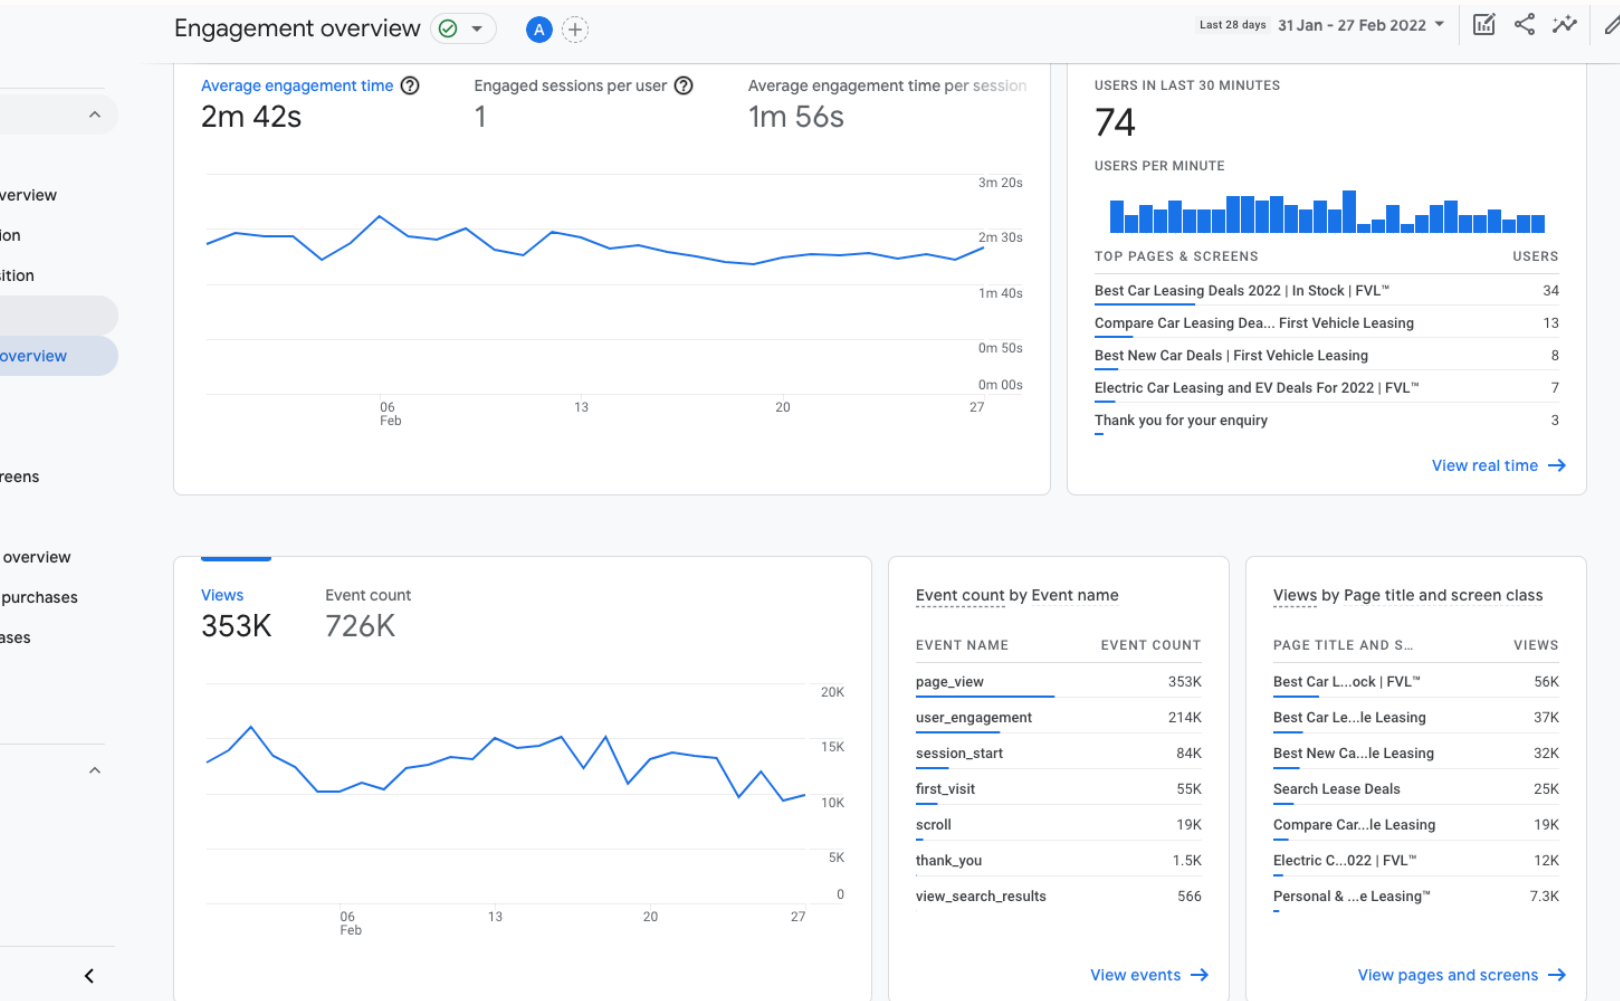 Engagement overview
A
Last 28 days 31 Jan - 27 Feb 2022
verview
ion
ition
overview
reens
overview
purchases
ases
Average engagement time
2m 42s
Engaged sessions per user
1
Average engagement time per session
1m 56s
3m 20s
2m 30s
1m 40s
0m 50s
0m 00s
06
Feb
13
20
27
USERS IN LAST 30 MINUTES
74
USERS PER MINUTE
TOP PAGES & SCREENS USERS
Best Car Leasing Deals 2022 | In Stock | FVL™ 34
Compare Car Leasing Dea... First Vehicle Leasing 13
Best New Car Deals | First Vehicle Leasing 8
Electric Car Leasing and EV Deals For 2022 | FVL™ 7
Thank you for your enquiry 3
View real time
Views
353K
Event count
726K
20K
15K
10K
5K
0
06
Feb
13
20
27
Event count by Event name
EVENT NAME EVENT COUNT
page_view 353K
user_engagement 214K
session_start 84K
first_visit 55K
scroll 19K
thank_you 1.5K
view_search_results 566
View events
Views by Page title and screen class
PAGE TITLE AND S... VIEWS
Best Car L...ock | FVL™ 56K
Best Car Le...le Leasing 37K
Best New Ca...le Leasing 32K
Search Lease Deals 25K
Compare Car...le Leasing 19K
Electric C...022 | FVL™ 12K
Personal & ...e Leasing™ 7.3K
View pages and screens